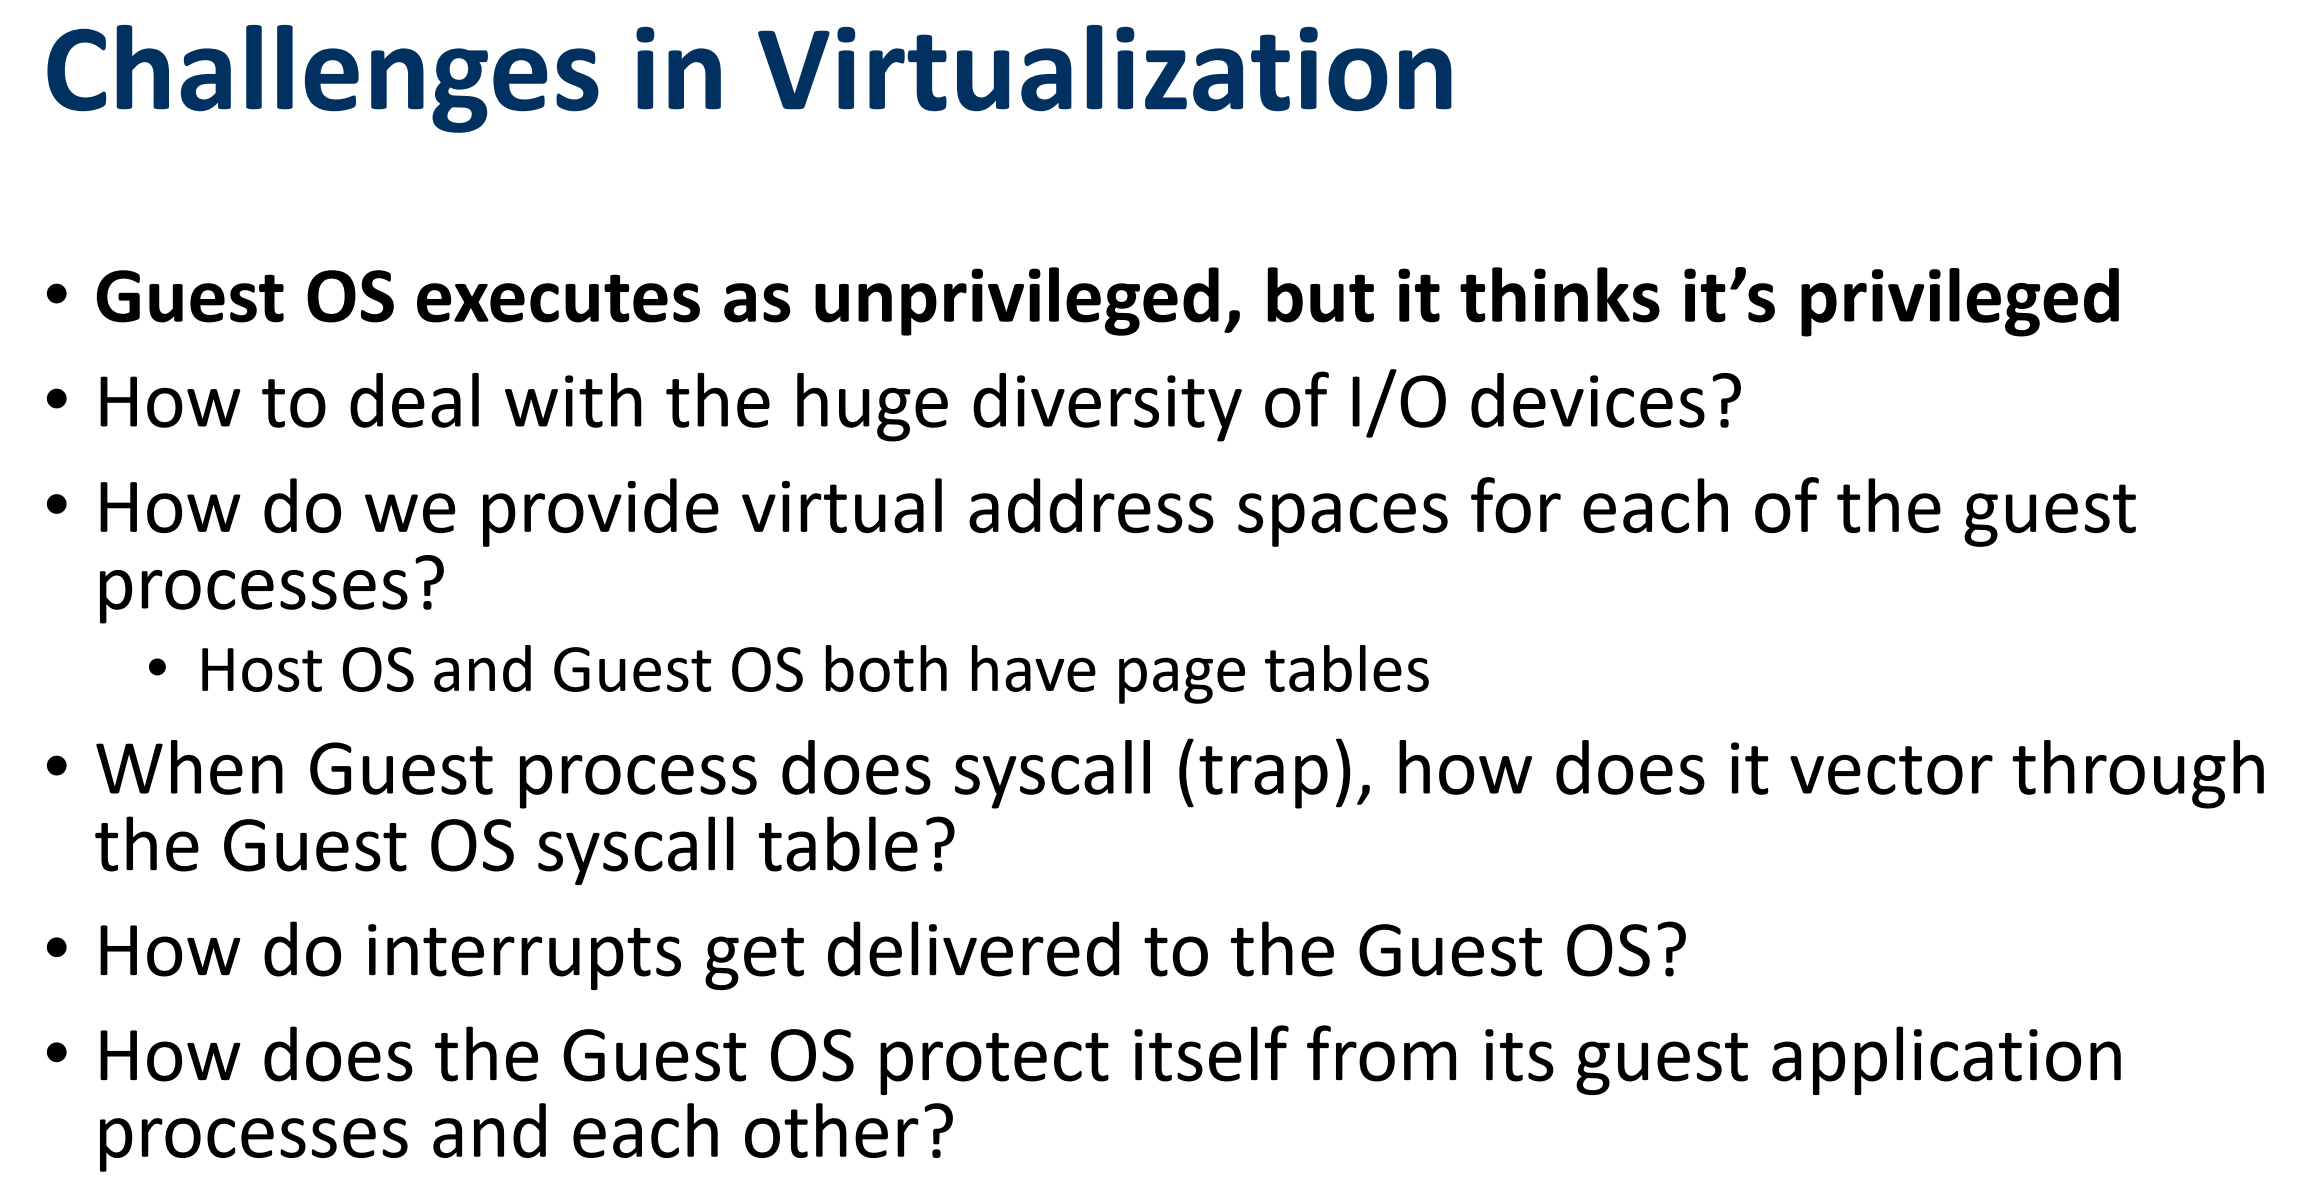 Challenges in Virtualization
• Guest OS executes as unprivileged, but it thinks it’s privileged
• How to deal with the huge diversity of I/O devices?
• How do we provide virtual address spaces for each of the guest
processes?
• Host OS and Guest OS both have page tables
• When Guest process does syscall (trap), how does it vector through
the Guest OS syscall table?
• How do interrupts get delivered to the Guest OS?
• How does the Guest OS protect itself from its guest application
processes and each other?